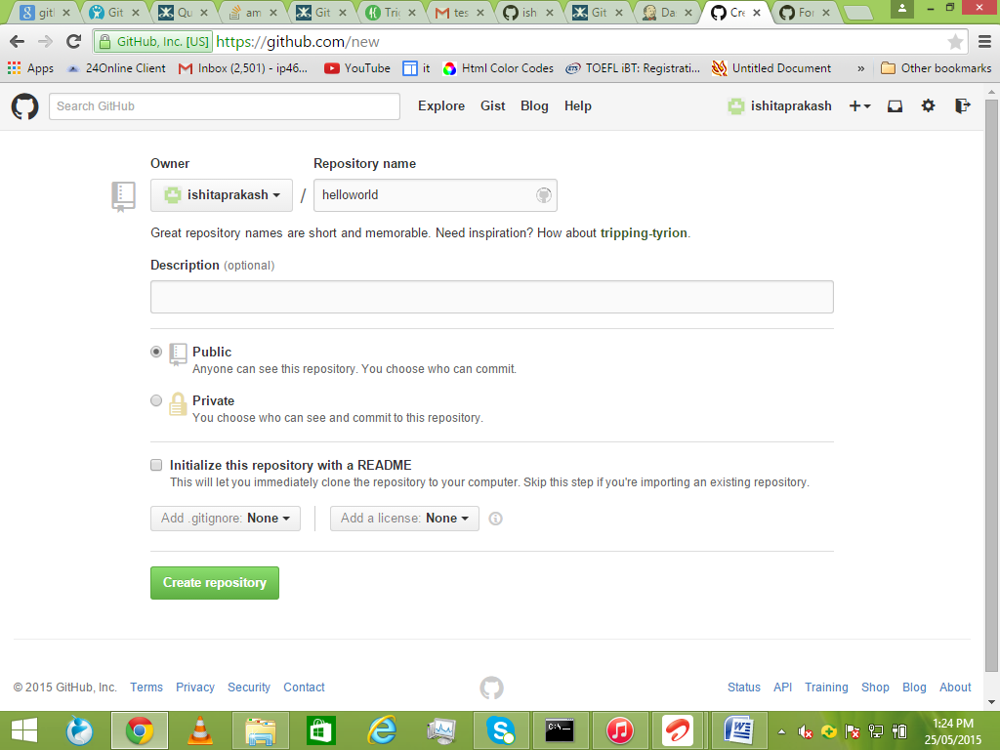 gitl
Git
Qu
am
Git
Tri
tes
ish
Git
Da
Cre
For
GitHub, Inc. [US] https://github.com/new
Apps 24Online Client Inbox (2,501) - ip46... YouTube it Html Color Codes TOEFL iBT: Registrati... Untitled Document » Other bookmarks
Search GitHub Explore Gist Blog Help ishitaprakash
Owner Repository name
ishitaprakash / helloworld
Great repository names are short and memorable. Need inspiration? How about tripping-tyrion.
Description (optional)
Public
Anyone can see this repository. You choose who can commit.
Private
You choose who can see and commit to this repository.
Initialize this repository with a README
This will let you immediately clone the repository to your computer. Skip this step if you're importing an existing repository.
Add .gitignore: None Add a license: None
Create repository
© 2015 GitHub, Inc. Terms Privacy Security Contact Status API Training Shop Blog About
1:24 PM
25/05/2015